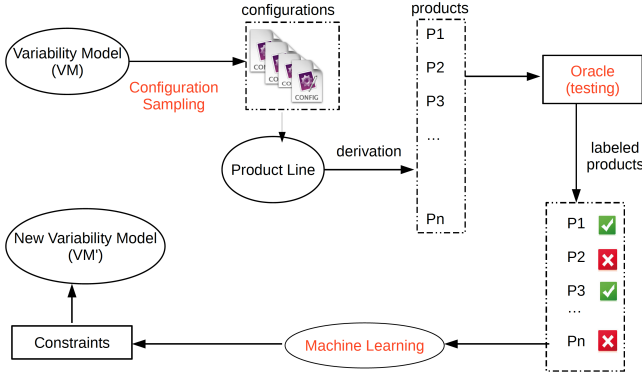 configurations
products
Variability Model
(VM)
Configuration
Sampling
CONFIG
P1
P2
P3
...
Pn
Oracle
(testing)
Product Line
derivation
labeled
products
P1
P2
P3
...
Pn
New Variability Model
(VM')
Constraints
Machine Learning